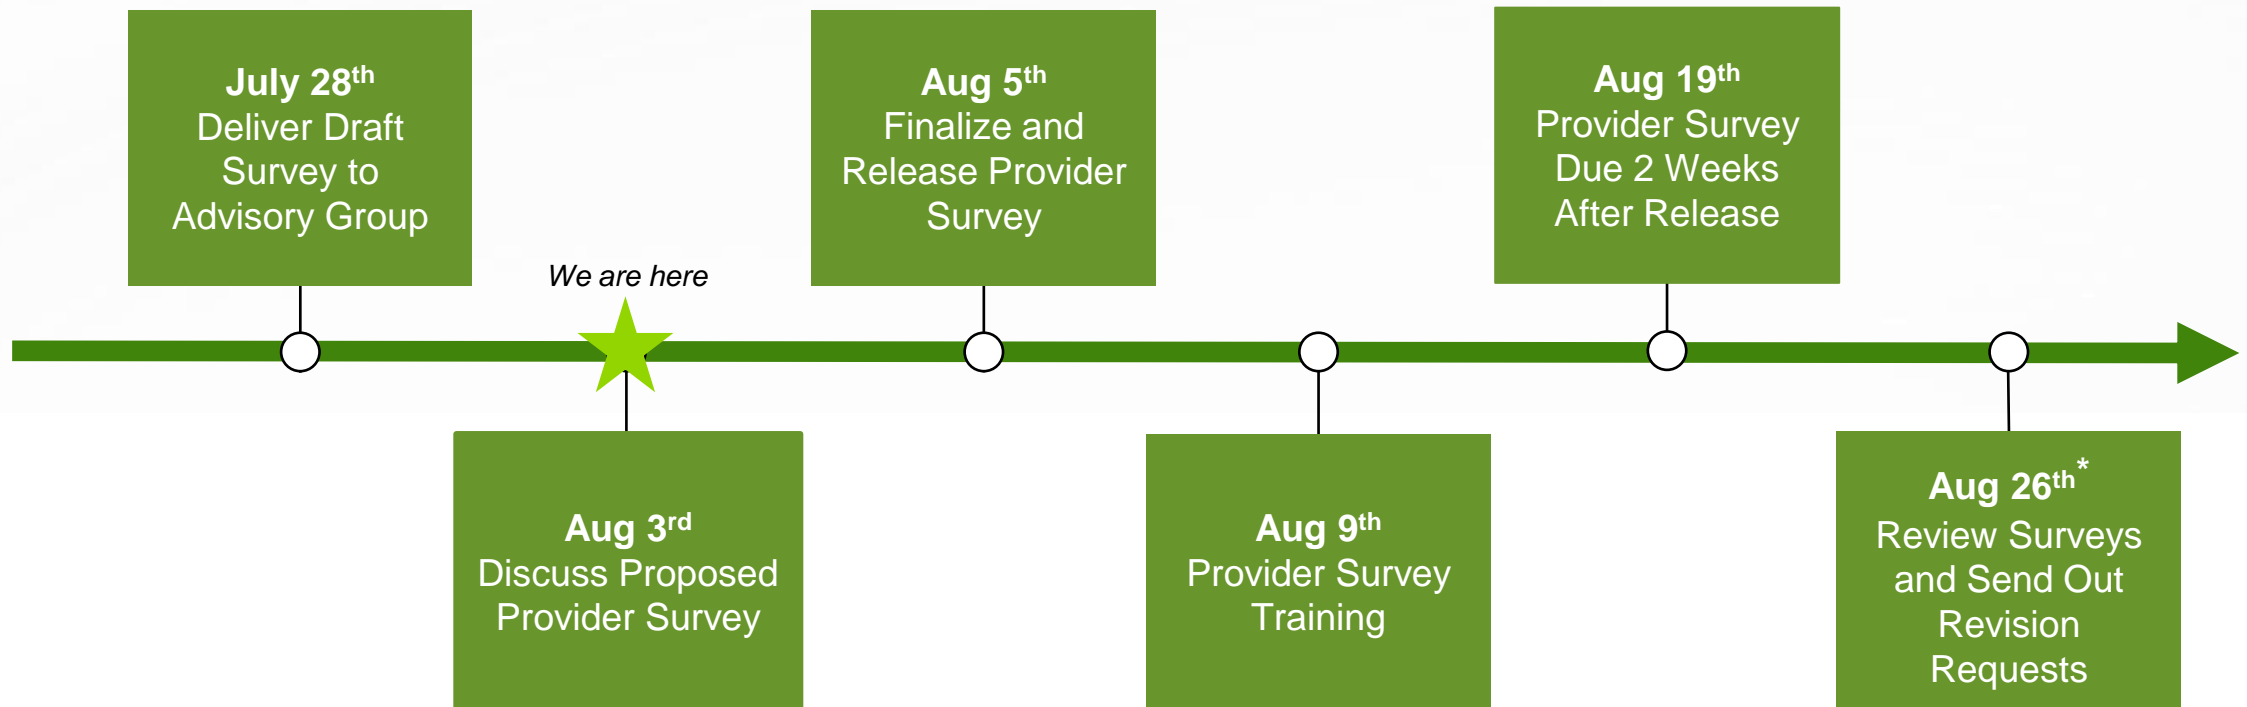 July 28th
Deliver Draft
Survey to
Advisory Group
We are here
Aug 3rd
Discuss Proposed
Provider Survey
Aug 5th
Finalize and
Release Provider
Survey
Aug 9th
Provider Survey
Training
Aug 19th
Provider Survey
Due 2 Weeks
After Release
Aug 26th*
Review Surveys
and Send Out
Revision
Requests